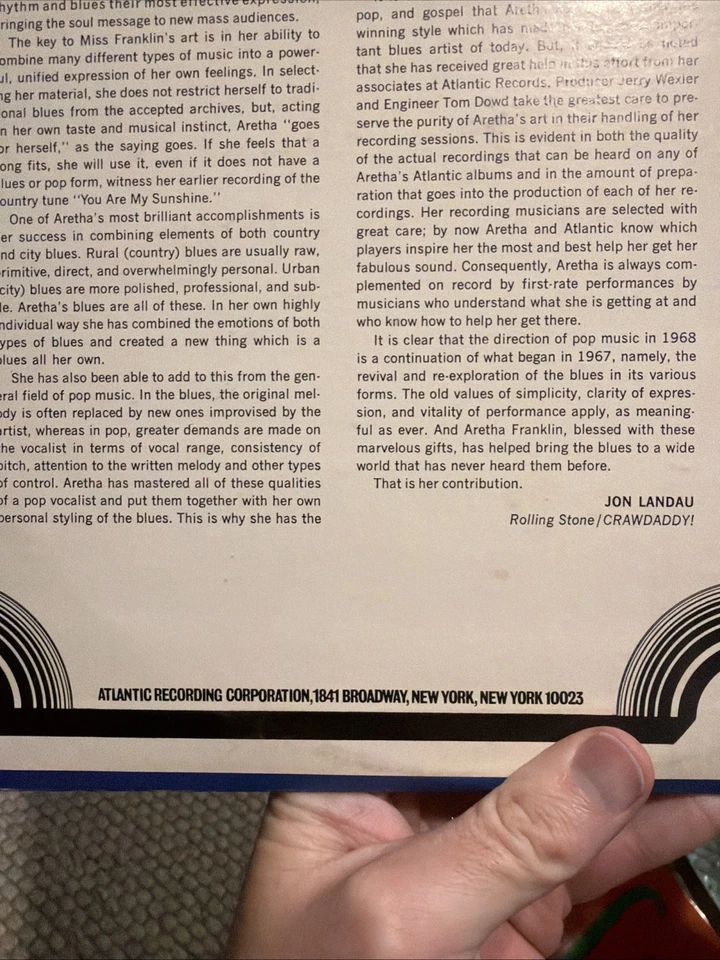 hythm and blues their most effective expression,
ringing the soul message to new mass audiences.
The key to Miss Franklin's art is in her ability to
ombine many different types of music into a power-
ul, unified expression of her own feelings. In select-
ng her material, she does not restrict herself to tradi-
onal blues from the accepted archives, but, acting
n her own taste and musical instinct, Aretha "goes
or herself," as the saying goes. If she feels that a
ong fits, she will use it, even if it does not have a
lues or pop form, witness her earlier recording of the
ountry tune "You Are My Sunshine."
One of Aretha's most brilliant accomplishments is
er success in combining elements of both country
nd city blues. Rural (country) blues are usually raw,
rimitive, direct, and overwhelmingly personal. Urban
city) blues are more polished, professional, and sub-
le. Aretha's blues are all of these. In her own highly
ndividual way she has combined the emotions of both
ypes of blues and created a new thing which is a
lues all her own.
She has also been able to add to this from the gen-
ral field of pop music. In the blues, the original mel-
dy is often replaced by new ones improvised by the
rtist, whereas in pop, greater demands are made on
he vocalist in terms of vocal range, consistency of
itch, attention to the written melody and other types
of control. Aretha has mastered all of these qualities
of a pop vocalist and put them together with her own
personal styling of the blues. This is why she has the
pop, and gospel that Areth
winning style which has impor-
tant blues artist of today. But, it noted
that she has received great help in this effort from her
associates at Atlantic Records. Producer Jerry Wexler
and Engineer Tom Dowd take the greatest care to pre-
serve the purity of Aretha's art in their handling of her
recording sessions. This is evident in both the quality
of the actual recordings that can be heard on any of
Aretha's Atlantic albums and in the amount of prepa-
ration that goes into the production of each of her re-
cordings. Her recording musicians are selected with
great care; by now Aretha and Atlantic know which
players inspire her the most and best help her get her
fabulous sound. Consequently, Aretha is always com-
plemented on record by first-rate performances by
musicians who understand what she is getting at and
who know how to help her get there.
It is clear that the direction of pop music in 1968
is a continuation of what began in 1967, namely, the
revival and re-exploration of the blues in its various
forms. The old values of simplicity, clarity of expres-
sion, and vitality of performance apply, as meaning-
ful as ever. And Aretha Franklin, blessed with these
marvelous gifts, has helped bring the blues to a wide
world that has never heard them before.
That is her contribution.
JON LANDAU
Rolling Stone/CRAWDADDY!
ATLANTIC RECORDING CORPORATION, 1841 BROADWAY, NEW YORK, NEW YORK 10023